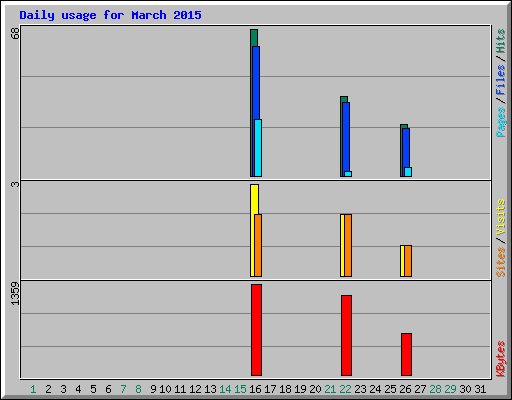 Daily usage for March 2015
68
3
1359
Pages / Files / Hits
Sites / Visits
KBytes
1 2 3 4 5 6 7 8 9 10 11 12 13 14 15 16 17 18 19 20 21 22 23 24 25 26 27 28 29 30 31